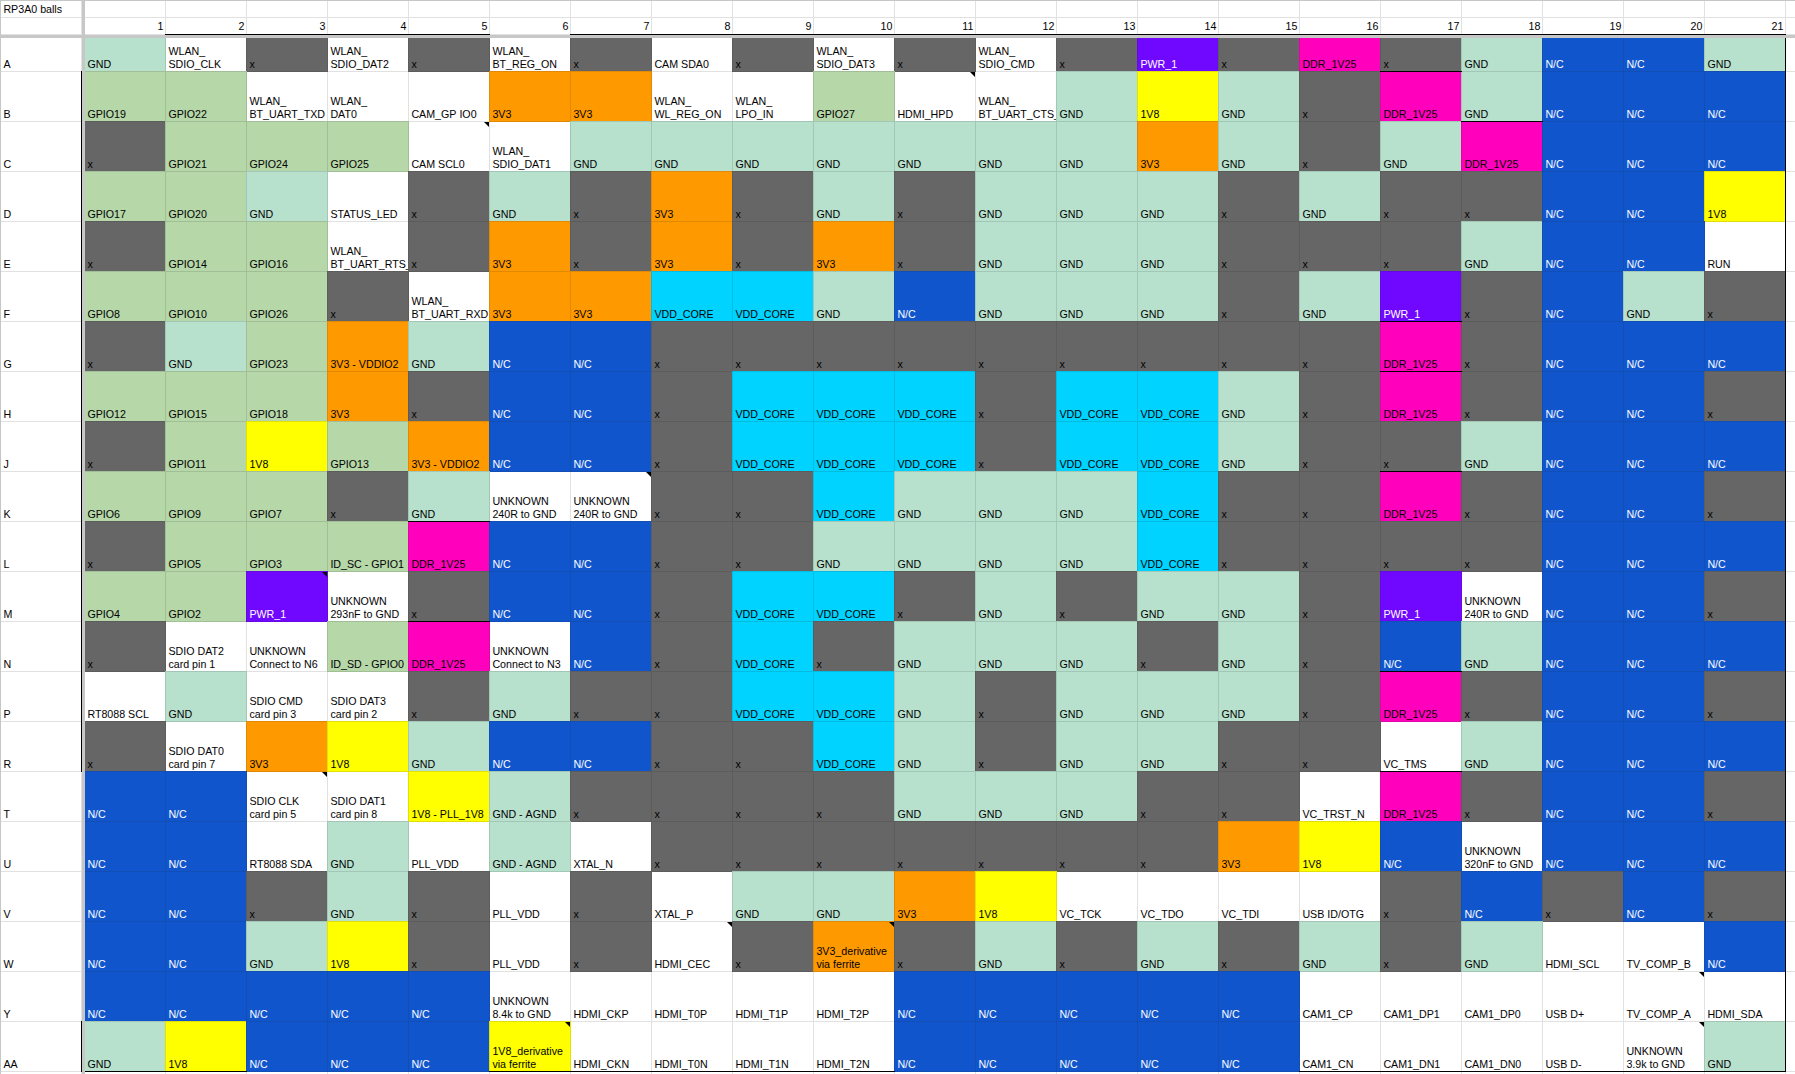 RP3A0 balls
1 2 3 4 5 6 7 8 9 10 11 12 13 14 15 16 17 18 19 20 21
WLAN_ WLAN_ WLAN_ WLAN_ WLAN_
A GND SDIO_CLK x SDIO_DAT2 x BT_REG_ON x CAM SDA0 x SDIO_DAT3 x SDIO_CMD x PWR_1 x DDR_1V25 x GND N/C N/C GND
WLAN_ WLAN_ WLAN_ WLAN_ WLAN_
B GPIO19 GPIO22 BT_UART_TXD DAT0 CAM_GP IO0 3V3 3V3 WL_REG_ON LPO_IN GPIO27 HDMI_HPD BT_UART_CTS_ GND 1V8 GND x DDR_1V25 GND N/C N/C N/C
WLAN_
C x GPIO21 GPIO24 GPIO25 CAM SCL0 SDIO_DAT1 GND GND GND GND GND GND GND 3V3 GND x GND DDR_1V25 N/C N/C N/C
D GPIO17 GPIO20 GND STATUS_LED x GND x 3V3 x GND x GND GND GND x GND x x N/C N/C 1V8
WLAN_
E x GPIO14 GPIO16 BT_UART_RTS_ x 3V3 x 3V3 x 3V3 x GND GND GND x x x GND N/C N/C RUN
WLAN_
F GPIO8 GPIO10 GPIO26 x BT_UART_RXD 3V3 3V3 VDD_CORE VDD_CORE GND N/C GND GND GND x GND PWR_1 x N/C GND x
G x GND GPIO23 3V3 - VDDIO2 GND N/C N/C x x x x x x x x x DDR_1V25 x N/C N/C N/C
H GPIO12 GPIO15 GPIO18 3V3 x N/C N/C x VDD_CORE VDD_CORE VDD_CORE x VDD_CORE VDD_CORE GND x DDR_1V25 x N/C N/C x
J x GPIO11 1V8 GPIO13 3V3 - VDDIO2 N/C N/C x VDD_CORE VDD_CORE VDD_CORE x VDD_CORE VDD_CORE GND x x GND N/C N/C N/C
UNKNOWN UNKNOWN
K GPIO6 GPIO9 GPIO7 x GND 240R to GND 240R to GND x x VDD_CORE GND GND GND VDD_CORE x x DDR_1V25 x N/C N/C x
L x GPIO5 GPIO3 ID_SC - GPIO1 DDR_1V25 N/C N/C x x GND GND GND GND VDD_CORE x x x x N/C N/C N/C
UNKNOWN UNKNOWN
M GPIO4 GPIO2 PWR_1 293nF to GND x N/C N/C x VDD_CORE VDD_CORE x GND x GND GND x PWR_1 240R to GND N/C N/C x
SDIO DAT2 UNKNOWN UNKNOWN
N x card pin 1 Connect to N6 ID_SD - GPIO0 DDR_1V25 Connect to N3 N/C x VDD_CORE x GND GND GND x GND x N/C GND N/C N/C N/C
SDIO CMD SDIO DAT3
P RT8088 SCL GND card pin 3 card pin 2 x GND x x VDD_CORE VDD_CORE GND x GND GND GND x DDR_1V25 x N/C N/C x
SDIO DAT0
R x card pin 7 3V3 1V8 GND N/C N/C x x VDD_CORE GND x GND GND x x VC_TMS GND N/C N/C N/C
SDIO CLK SDIO DAT1
T N/C N/C card pin 5 card pin 8 1V8 - PLL_1V8 GND - AGND x x x x GND GND GND x x VC_TRST_N DDR_1V25 x N/C N/C x
UNKNOWN
U N/C N/C RT8088 SDA GND PLL_VDD GND - AGND XTAL_N x x x x x x x 3V3 1V8 N/C 320nF to GND N/C N/C N/C
V N/C N/C x GND x PLL_VDD x XTAL_P GND GND 3V3 1V8 VC_TCK VC_TDO VC_TDI USB ID/OTG x N/C x N/C x
3V3_derivative
W N/C N/C GND 1V8 x PLL_VDD x HDMI_CEC x via ferrite x GND x GND x GND x GND HDMI_SCL TV_COMP_B N/C
UNKNOWN
Y N/C N/C N/C N/C N/C 8.4k to GND HDMI_CKP HDMI_T0P HDMI_T1P HDMI_T2P N/C N/C N/C N/C N/C CAM1_CP CAM1_DP1 CAM1_DP0 USB D+ TV_COMP_A HDMI_SDA
1V8_derivative UNKNOWN
AA GND 1V8 N/C N/C N/C via ferrite HDMI_CKN HDMI_T0N HDMI_T1N HDMI_T2N N/C N/C N/C N/C N/C CAM1_CN CAM1_DN1 CAM1_DN0 USB D- 3.9k to GND GND